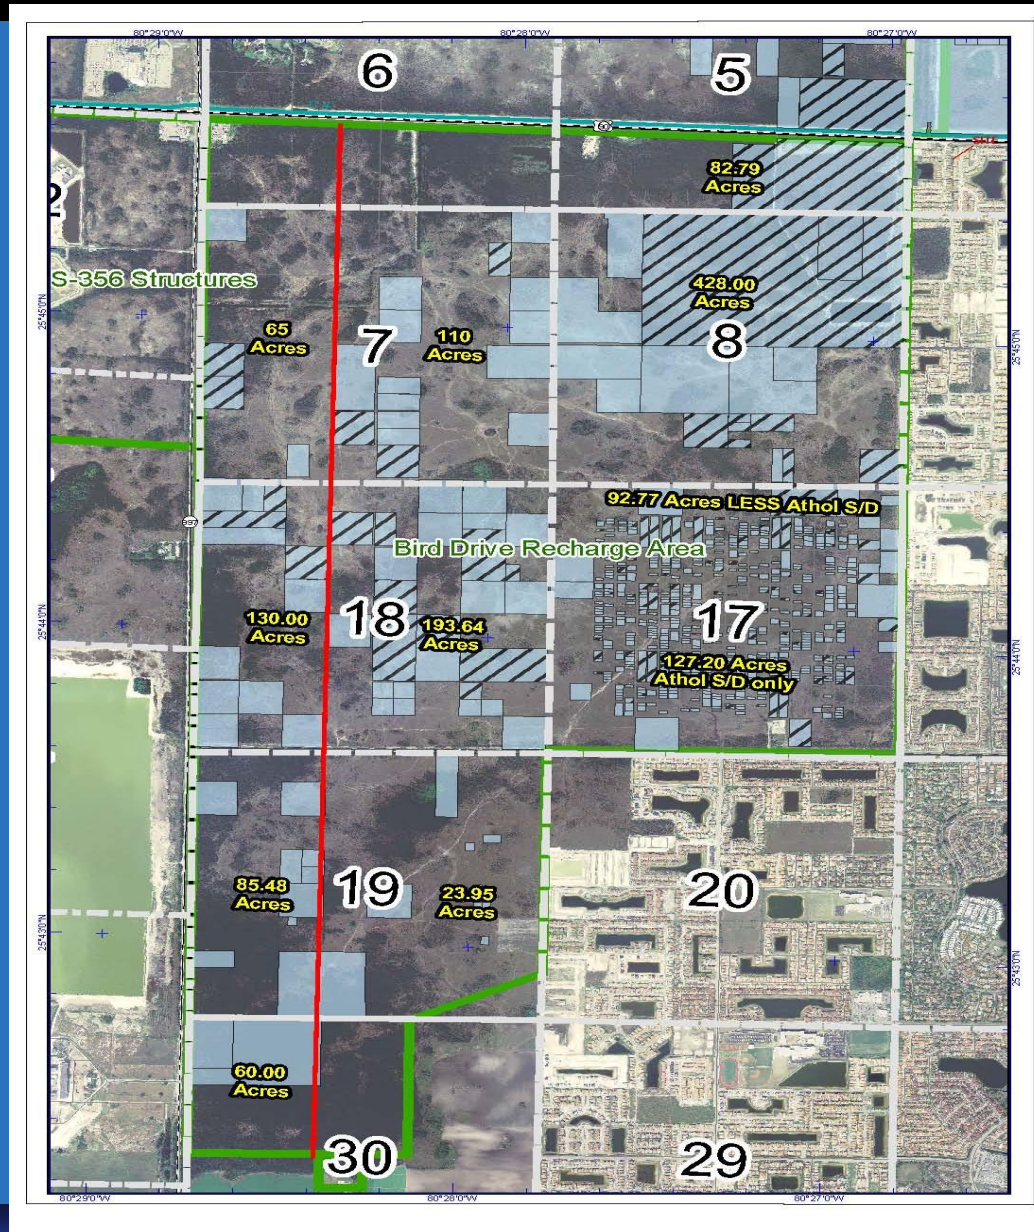 80°29'0"W
80°28'0"W
80°27'0"W
6
5
SITE
82.79
Acres
2
S-356 Structures
428.00
Acres
25°45'0"N
65
Acres
7
110
Acres
8
25°45'0"N
92.77 Acres LESS Athol S/D
997
Bird Drive Recharge Area
25°44'0"N
130.00
Acres
18
193.64
Acres
17
127.20 Acres
Athol S/D only
25°44'0"N
85.48
Acres
19
23.95
Acres
20
25°43'0"N
25°43'0"N
60.00
Acres
30
29
80°29'0"W
80°28'0"W
80°27'0"W